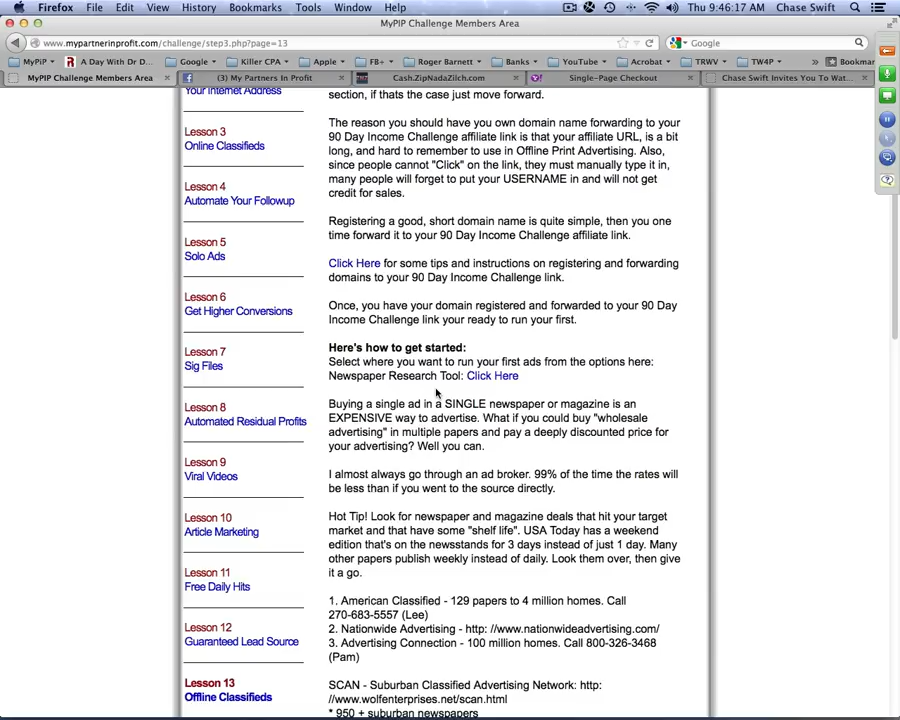 Firefox File Edit View History Bookmarks Tools Window Help Thu 9:46:17 AM Chase Swift
MyPIP Challenge Members Area
www.mypartnerinprofit.com/challenge/step3.php?page=13 Google
MyPiP A Day With Dr D... Google Killer CPA Apple FB+ Roger Barnett Banks YouTube Acrobat TRWV TW4P » Bookmar
MyPIP Challenge Members Area (3) My Partners In Profit Cash.ZipNadaZilch.com Single-Page Checkout Chase Swift Invites You To Wat...
Your Internet Address
Lesson 3
Online Classifieds
Lesson 4
Automate Your Followup
Lesson 5
Solo Ads
Lesson 6
Get Higher Conversions
Lesson 7
Sig Files
Lesson 8
Automated Residual Profits
Lesson 9
Viral Videos
Lesson 10
Article Marketing
Lesson 11
Free Daily Hits
Lesson 12
Guaranteed Lead Source
Lesson 13
Offline Classifieds
section, if thats the case just move forward.
The reason you should have you own domain name forwarding to your
90 Day Income Challenge affiliate link is that your affiliate URL, is a bit
long, and hard to remember to use in Offline Print Advertising. Also,
since people cannot "Click" on the link, they must manually type it in,
many people will forget to put your USERNAME in and will not get
credit for sales.
Registering a good, short domain name is quite simple, then you one
time forward it to your 90 Day Income Challenge affiliate link.
Click Here for some tips and instructions on registering and forwarding
domains to your 90 Day Income Challenge link.
Once, you have your domain registered and forwarded to your 90 Day
Income Challenge link your ready to run your first.
Here's how to get started:
Select where you want to run your first ads from the options here:
Newspaper Research Tool: Click Here
Buying a single ad in a SINGLE newspaper or magazine is an
EXPENSIVE way to advertise. What if you could buy "wholesale
advertising" in multiple papers and pay a deeply discounted price for
your advertising? Well you can.
I almost always go through an ad broker. 99% of the time the rates will
be less than if you went to the source directly.
Hot Tip! Look for newspaper and magazine deals that hit your target
market and that have some "shelf life". USA Today has a weekend
edition that's on the newsstands for 3 days instead of just 1 day. Many
other papers publish weekly instead of daily. Look them over, then give
it a go.
1. American Classified - 129 papers to 4 million homes. Call
270-683-5557 (Lee)
2. Nationwide Advertising - http: //www.nationwideadvertising.com/
3. Advertising Connection - 100 million homes. Call 800-326-3468
(Pam)
SCAN - Suburban Classified Advertising Network: http:
//www.wolfenterprises.net/scan.html
* 950 + suburban newspapers